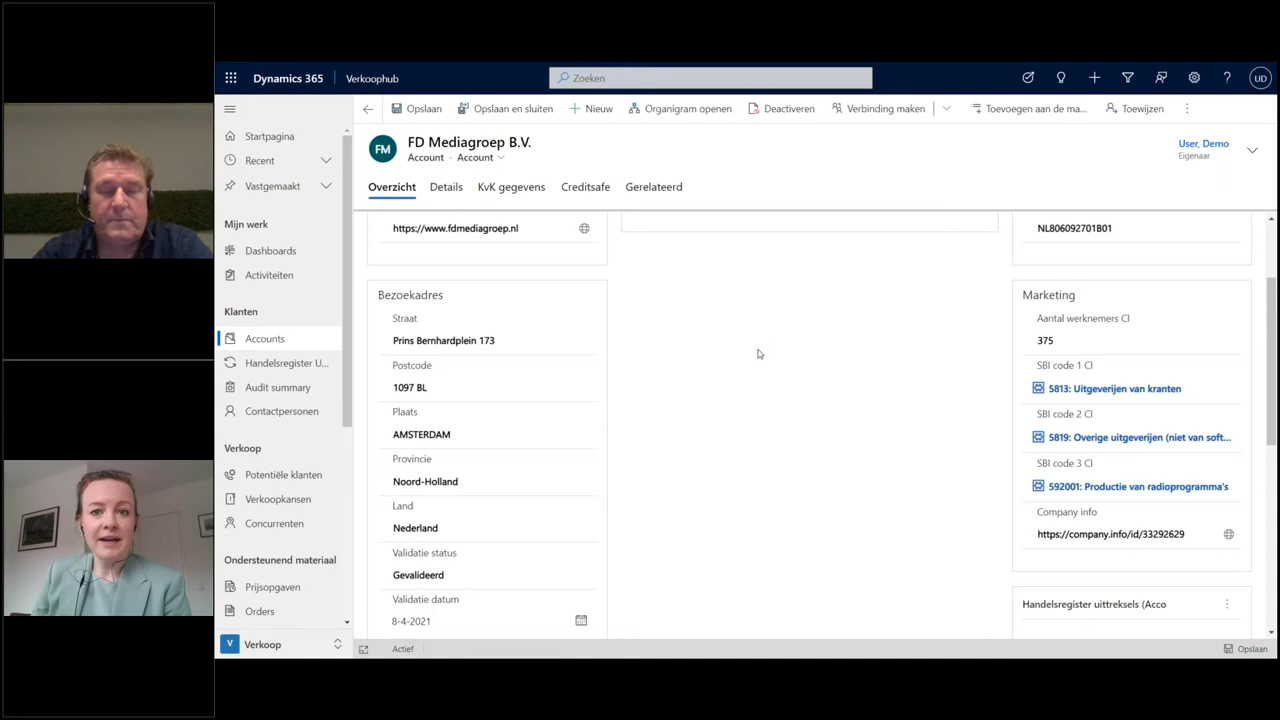 Dynamics 365
Verkoophub
Zoeken
UD
Opslaan
Opslaan en sluiten
Nieuw
Organigram openen
Deactiveren
Verbinding maken
Toevoegen aan de ma...
Toewijzen
Startpagina
Recent
Vastgemaakt
Mijn werk
Dashboards
Activiteiten
Klanten
Accounts
Handelsregister U...
Audit summary
Contactpersonen
Verkoop
Potentiële klanten
Verkoopkansen
Concurrenten
Ondersteunend materiaal
Prijsopgaven
Orders
V
Verkoop
FM
FD Mediagroep B.V.
Account · Account
User, Demo
Eigenaar
Overzicht
Details
KvK gegevens
Creditsafe
Gerelateerd
https://www.fdmediagroep.nl
Bezoekadres
Straat
Prins Bernhardplein 173
Postcode
1097 BL
Plaats
AMSTERDAM
Provincie
Noord-Holland
Land
Nederland
Validatie status
Gevalideerd
Validatie datum
8-4-2021
NL806092701B01
Marketing
Aantal werknemers CI
375
SBI code 1 CI
5813: Uitgeverijen van kranten
SBI code 2 CI
5819: Overige uitgeverijen (niet van soft...
SBI code 3 CI
592001: Productie van radioprogramma's
Company info
https://company.info/id/33292629
Handelsregister uittreksels (Acco
Actief
Opslaan